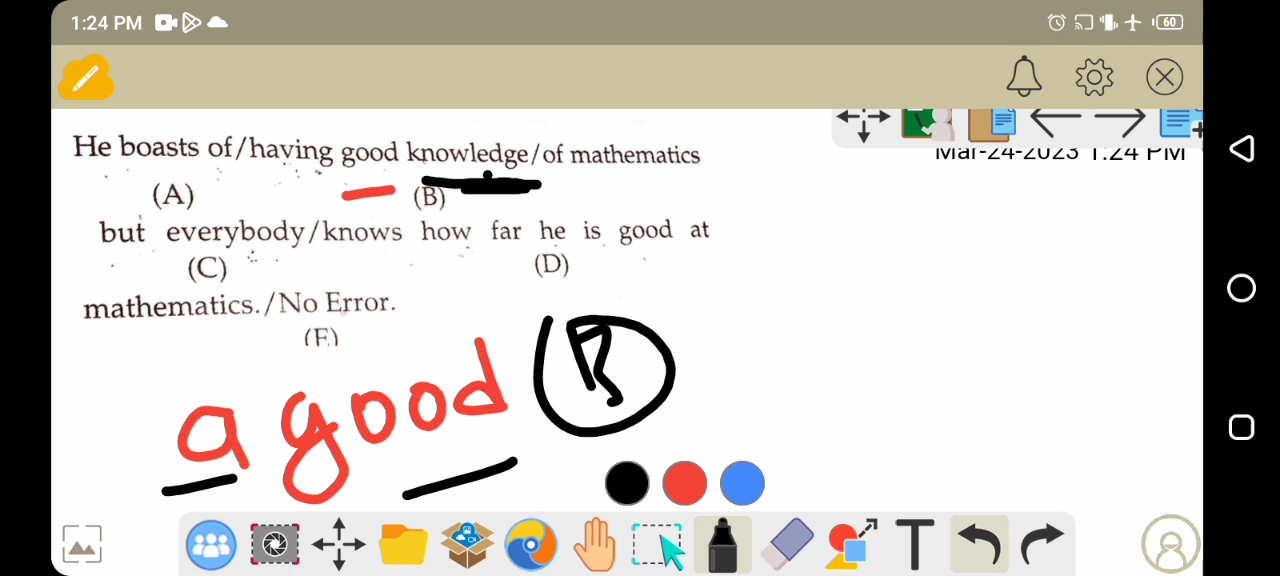 1:24 PM
60
Mar-24-2023 1:24 PM
He boasts of/having good knowledge/of mathematics
(A) (B)
but everybody/knows how far he is good at
(C) (D)
mathematics./No Error.
(E)
a good B
T